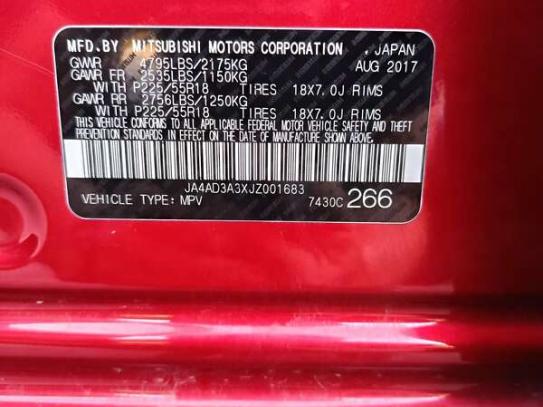 MFD.BY MITSUBISHI MOTORS CORPORATION , JAPAN
GVWR 4795LBS/2175KG AUG 2017
GAWR FR 2535LBS/1150KG
WITH P225/55R18 TIRES 18X7.0J RIMS
GAWR RR 2756LBS/1250KG
WITH P225/55R18 TIRES 18X7.0J RIMS
THIS VEHICLE CONFORMS TO ALL APPLICABLE FEDERAL MOTOR VEHICLE SAFETY AND THEFT
PREVENTION STANDARDS IN EFFECT ON THE DATE OF MANUFACTURE SHOWN ABOVE.
JA4AD3A3XJZ001683
VEHICLE TYPE: MPV 7430C 266